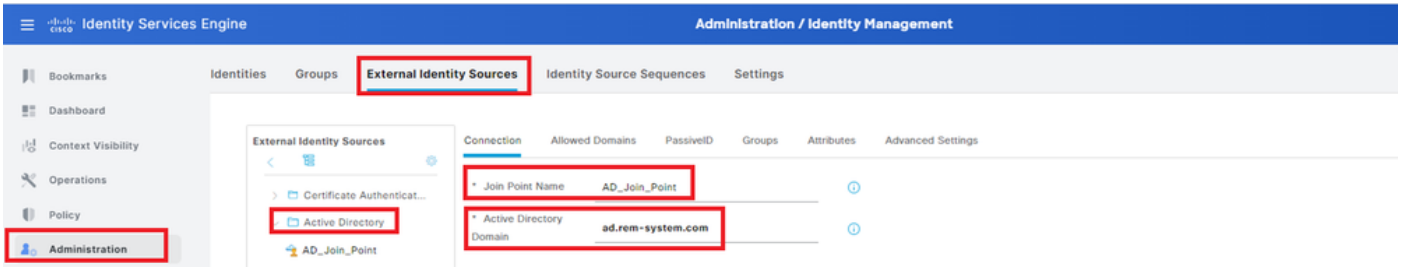 cisco Identity Services Engine
Administration / Identity Management
Bookmarks
Dashboard
Context Visibility
Operations
Policy
Administration
Identities Groups External Identity Sources Identity Source Sequences Settings
External Identity Sources
Certificate Authenticat...
Active Directory
AD_Join_Point
Connection Allowed Domains PassiveID Groups Attributes Advanced Settings
* Join Point Name AD_Join_Point
* Active Directory
Domain
ad.rem-system.com